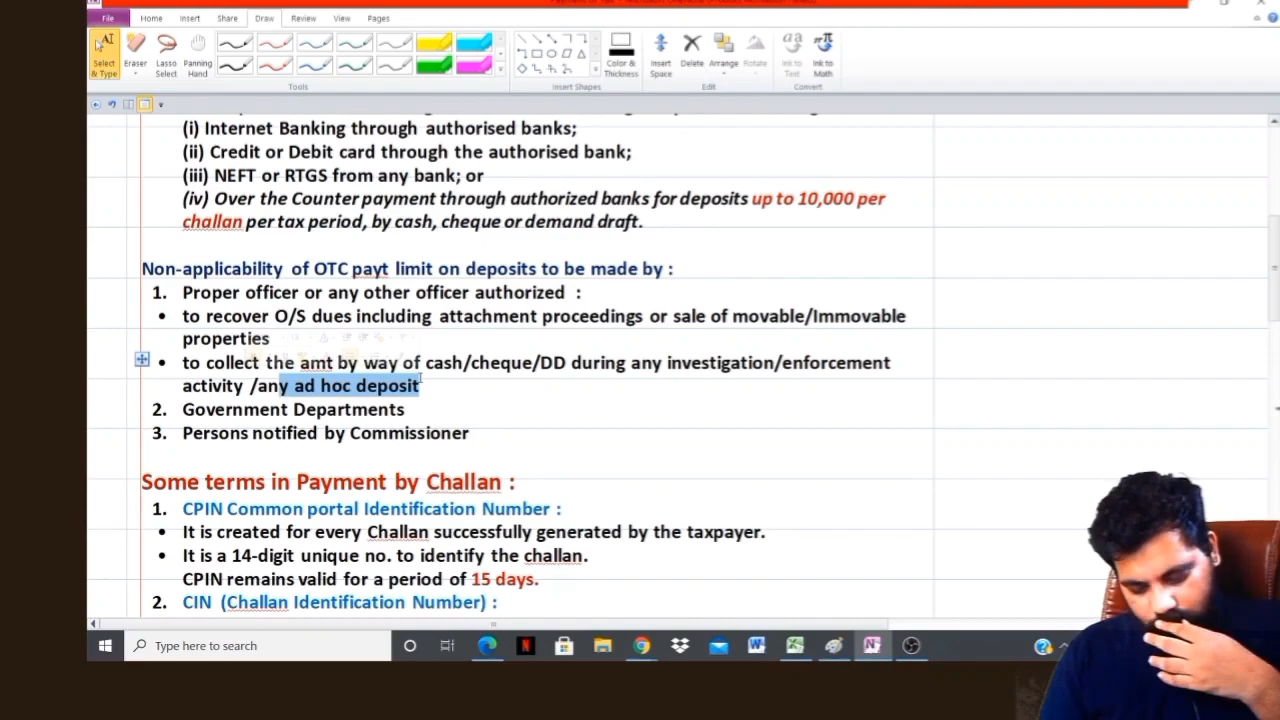 File Home Insert Share Draw Review View Pages
Select & Type Eraser Lasso Select Panning Hand Color & Thickness Insert Space Delete Arrange Rotate Ink to Text Ink to Math
Tools Insert Shapes Edit Convert
(i) Internet Banking through authorised banks;
(ii) Credit or Debit card through the authorised bank;
(iii) NEFT or RTGS from any bank; or
(iv) Over the Counter payment through authorized banks for deposits up to 10,000 per
challan per tax period, by cash, cheque or demand draft.
Non-applicability of OTC payt limit on deposits to be made by :
1. Proper officer or any other officer authorized :
• to recover O/S dues including attachment proceedings or sale of movable/Immovable
properties
• to collect the amt by way of cash/cheque/DD during any investigation/enforcement
activity /any ad hoc deposit
2. Government Departments
3. Persons notified by Commissioner
Some terms in Payment by Challan :
1. CPIN Common portal Identification Number :
• It is created for every Challan successfully generated by the taxpayer.
• It is a 14-digit unique no. to identify the challan.
CPIN remains valid for a period of 15 days.
2. CIN (Challan Identification Number) :
Type here to search